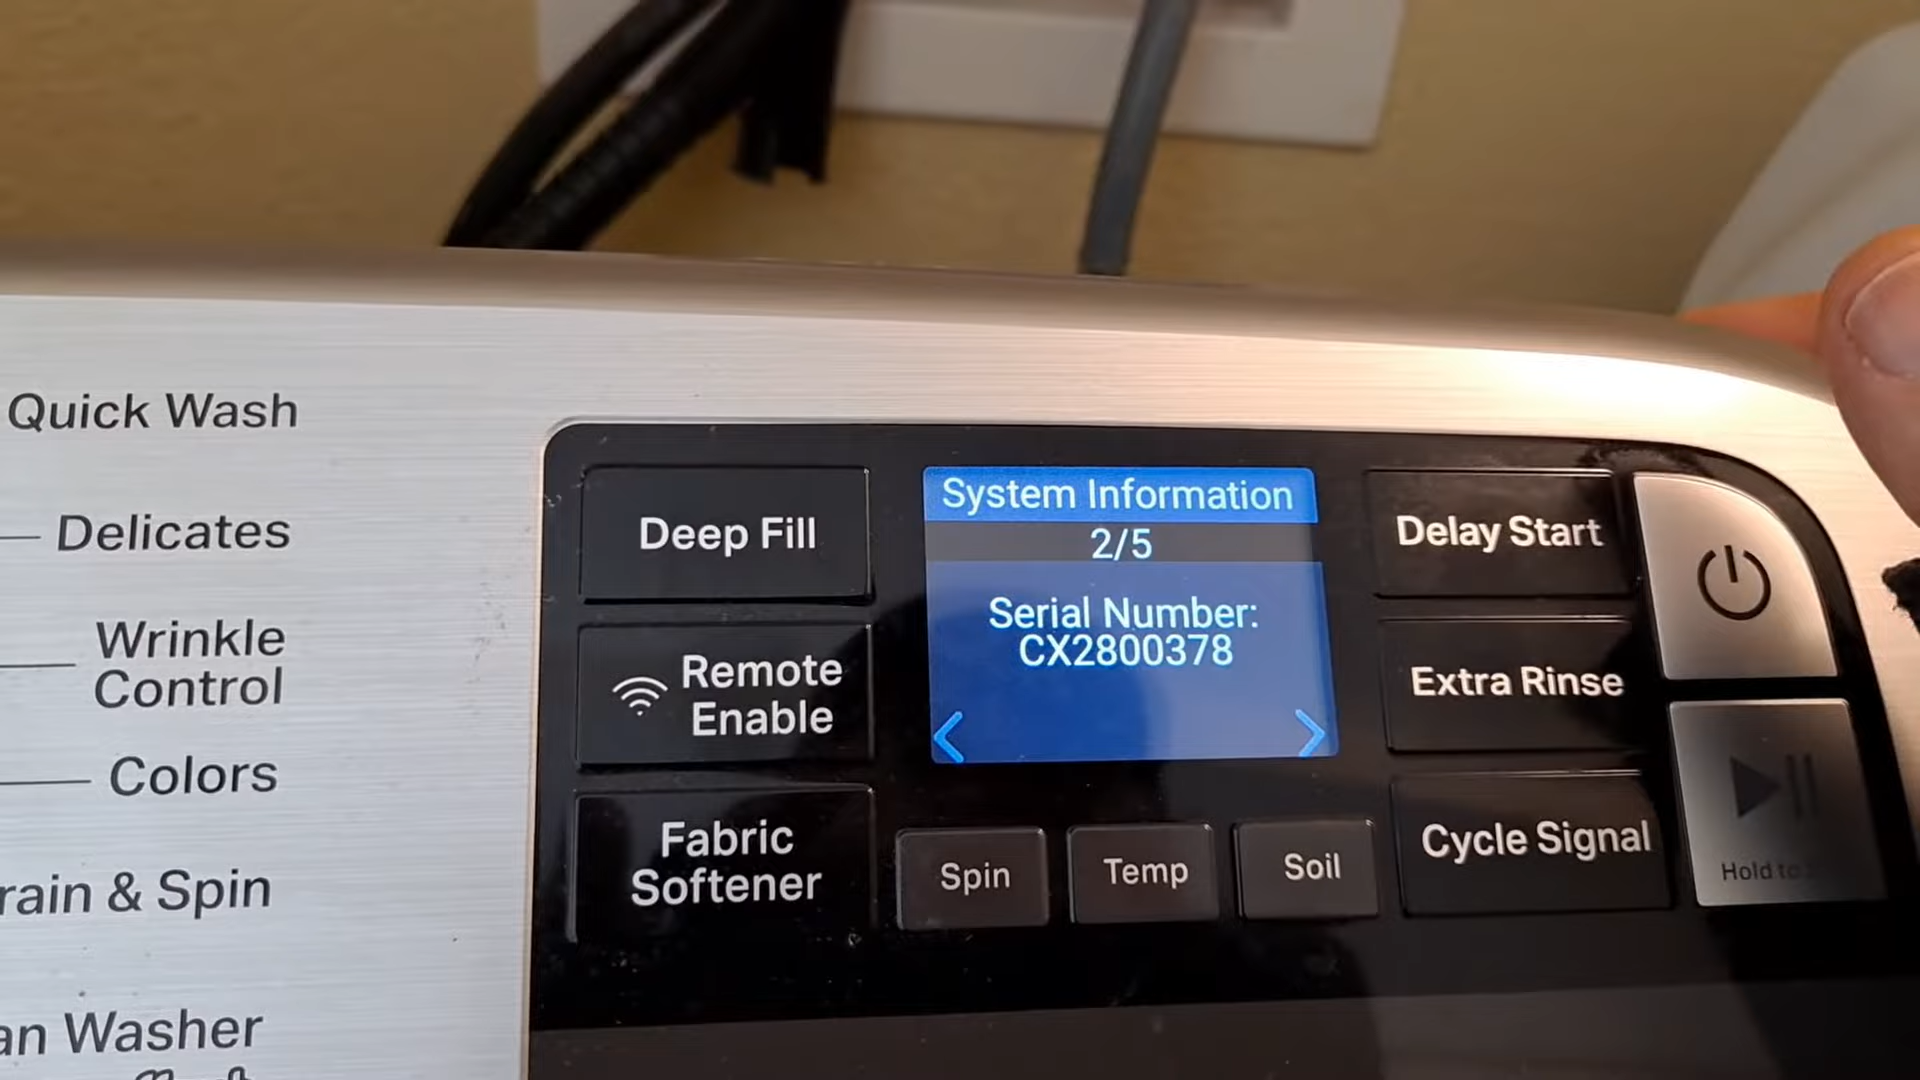 Quick Wash
Delicates
Wrinkle
Control
Colors
rain & Spin
an Washer
Deep Fill
Remote
Enable
Fabric
Softener
System Information
2/5
Serial Number:
CX2800378
Spin
Temp
Soil
Delay Start
Extra Rinse
Cycle Signal
Hold to